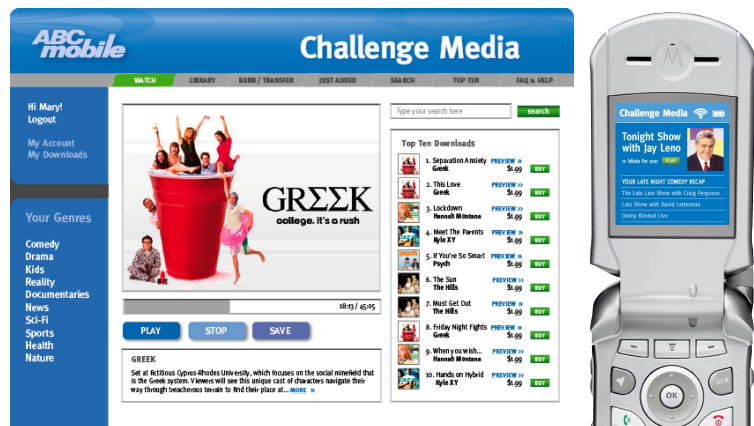 ABC
mobile
Challenge Media
WATCH
LIBRARY
BURN / TRANSFER
JUST ADDED
SEARCH
TOP TEN
FAQ & HELP
Hi Mary!
Logout
My Account
My Downloads
Your Genres
Comedy
Drama
Kids
Reality
Documentaries
News
Sci-Fi
Sports
Health
Nature
GRΣΣK
college. it's a rush
18:13 / 45:05
PLAY
STOP
SAVE
GREEK
Set at fictitious Cyprus-Rhodes University, which focuses on the social minefield that
is the Greek system. Viewers will see this unique cast of characters navigate their
way through treacherous terrain to find their place at... MORE »
Type your search here
search
Top Ten Downloads
1. Separation Anxiety PREVIEW »
Greek $1.99 BUY
2. This Love PREVIEW »
Greek $1.99 BUY
3. Lockdown PREVIEW »
Hannah Montana $1.99 BUY
4. Meet The Parents PREVIEW »
Kyle XY $1.99 BUY
5. If You're So Smart PREVIEW »
Psych $1.99 BUY
6. The Sun PREVIEW »
The Hills $1.99 BUY
7. Must Get Out PREVIEW »
The Hills $1.99 BUY
8. Friday Night Fights PREVIEW »
Greek $1.99 BUY
9. When you wish... PREVIEW »
Hannah Montana $1.99 BUY
10. Hands on Hybrid PREVIEW »
Kyle XY $1.99 BUY
Challenge Media
Tonight Show
with Jay Leno
» Idiots for 200 PLAY
YOUR LATE NIGHT COMEDY RECAP
The Late Late Show with Craig Ferguson
Late Show with David Letterman
Jimmy Kimmel Live
CLR
OK